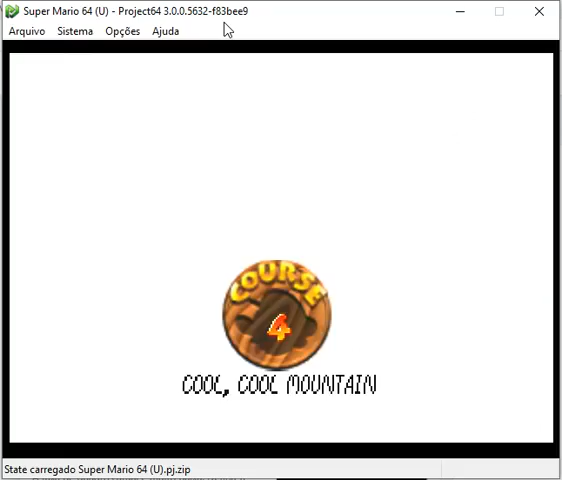 Super Mario 64 (U) - Project64 3.0.0.5632-f83bee9
Arquivo Sistema Opções Ajuda
COURSE
4
COOL, COOL MOUNTAIN
State carregado Super Mario 64 (U).pj.zip